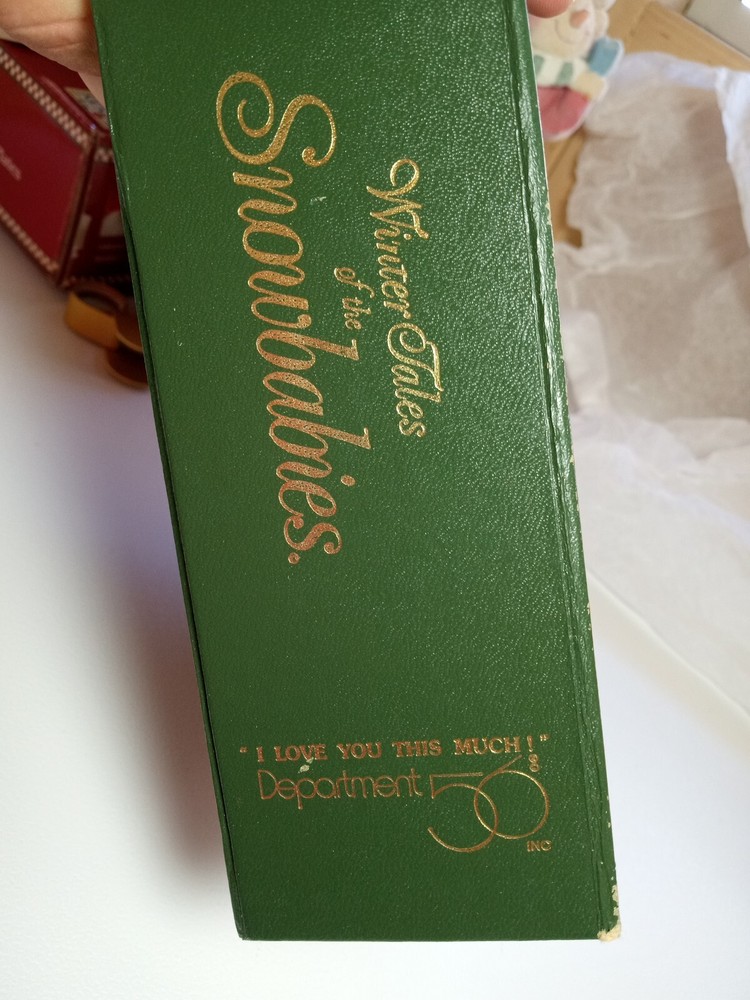 Winter Tales
of the
Snowbabies.
"I LOVE YOU THIS MUCH!"
Department 56 ®
INC